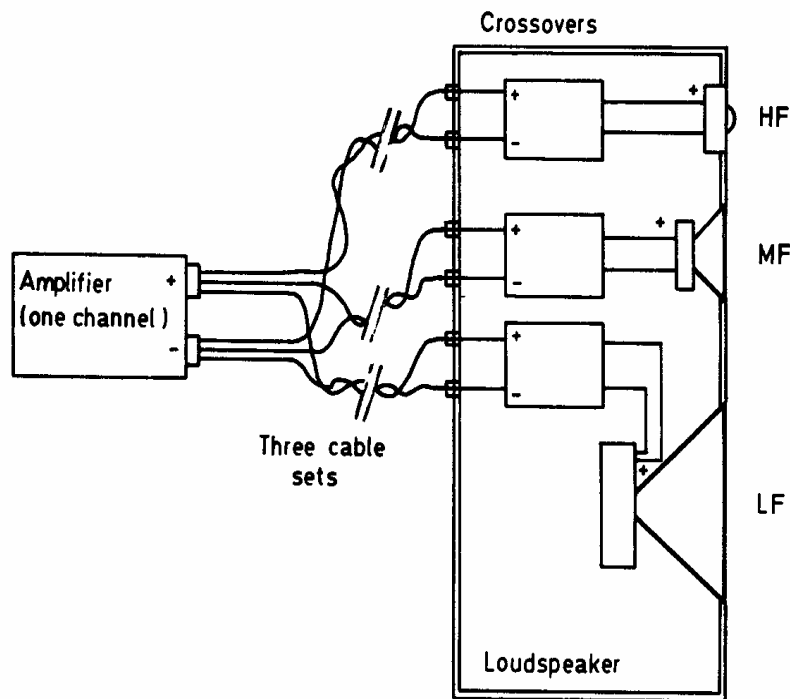 Crossovers
+
-
+
HF
+
-
+
MF
Amplifier +
(one channel) -
+
-
+
LF
Three cable
sets
Loudspeaker